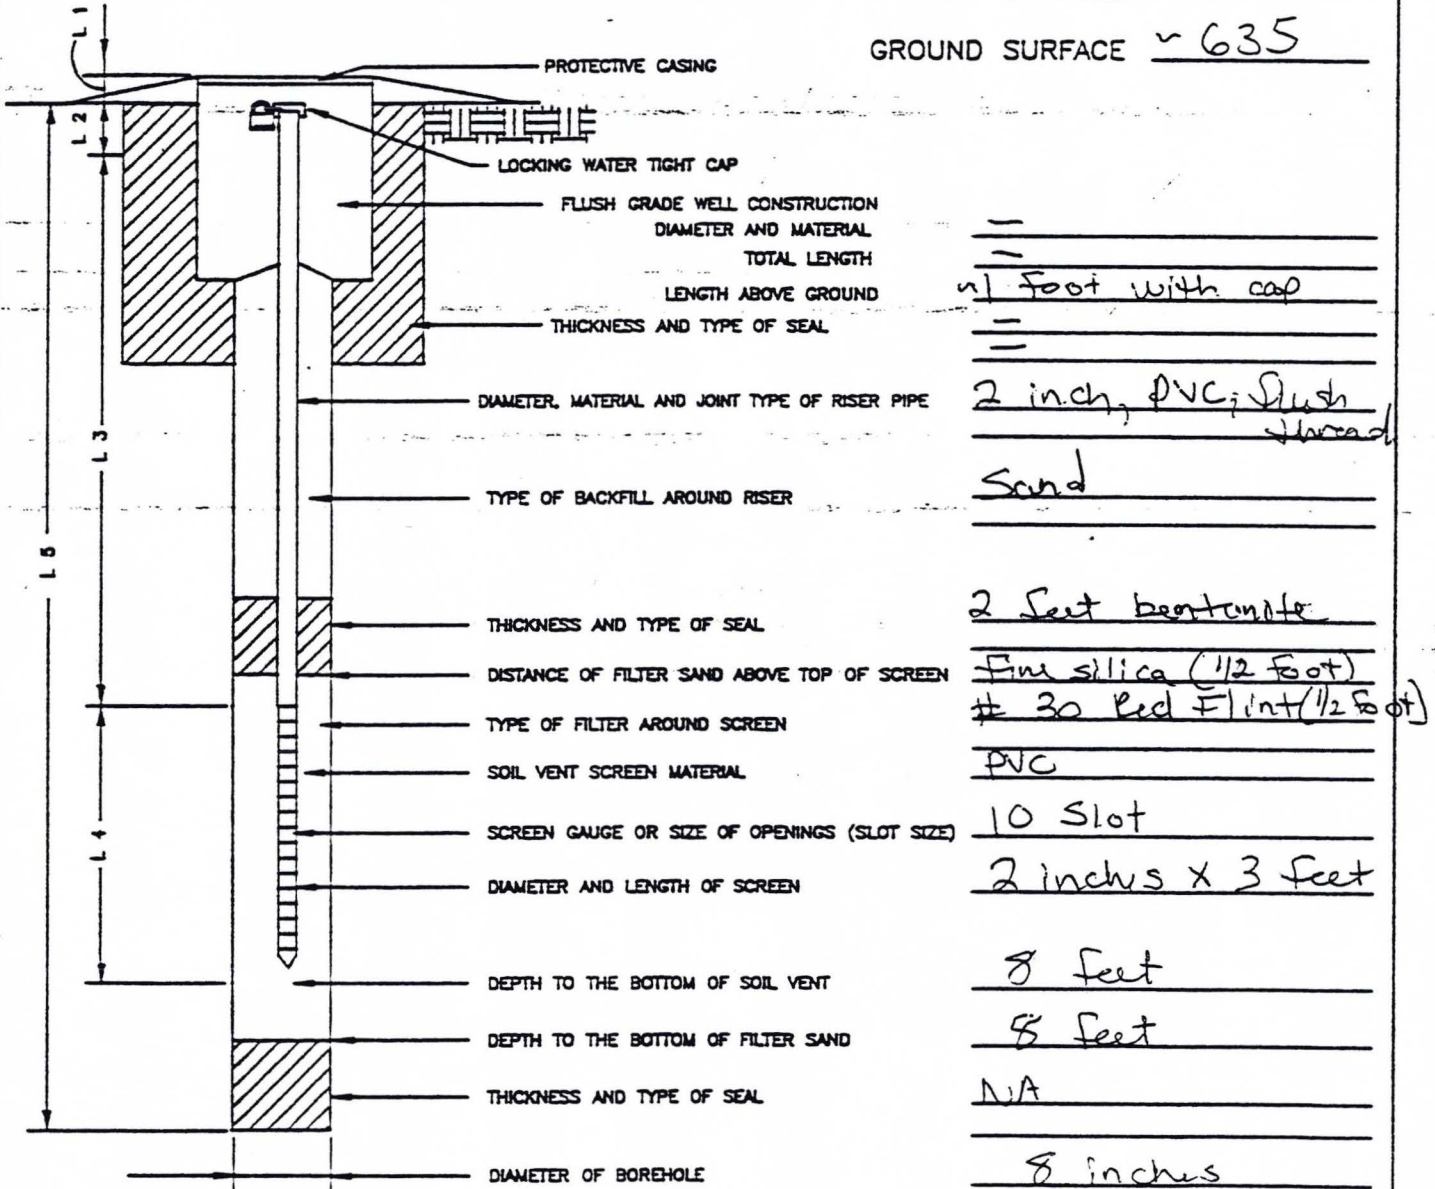 L 1
GROUND SURFACE ~ 635
PROTECTIVE CASING
L 2
LOCKING WATER TIGHT CAP
FLUSH GRADE WELL CONSTRUCTION
DIAMETER AND MATERIAL —
TOTAL LENGTH —
LENGTH ABOVE GROUND ~1 foot with cap
THICKNESS AND TYPE OF SEAL —
—
DIAMETER, MATERIAL AND JOINT TYPE OF RISER PIPE 2 inch, PVC; flush
thread
L 3
TYPE OF BACKFILL AROUND RISER Sand
L 5
THICKNESS AND TYPE OF SEAL 2 feet bentonite
DISTANCE OF FILTER SAND ABOVE TOP OF SCREEN Fine silica (1/2 foot)
TYPE OF FILTER AROUND SCREEN # 30 Red Flint (1/2 foot)
SOIL VENT SCREEN MATERIAL PVC
L 4
SCREEN GAUGE OR SIZE OF OPENINGS (SLOT SIZE) 10 Slot
DIAMETER AND LENGTH OF SCREEN 2 inches X 3 feet
DEPTH TO THE BOTTOM OF SOIL VENT 8 feet
DEPTH TO THE BOTTOM OF FILTER SAND 8 feet
THICKNESS AND TYPE OF SEAL NA
DIAMETER OF BOREHOLE 8 inches